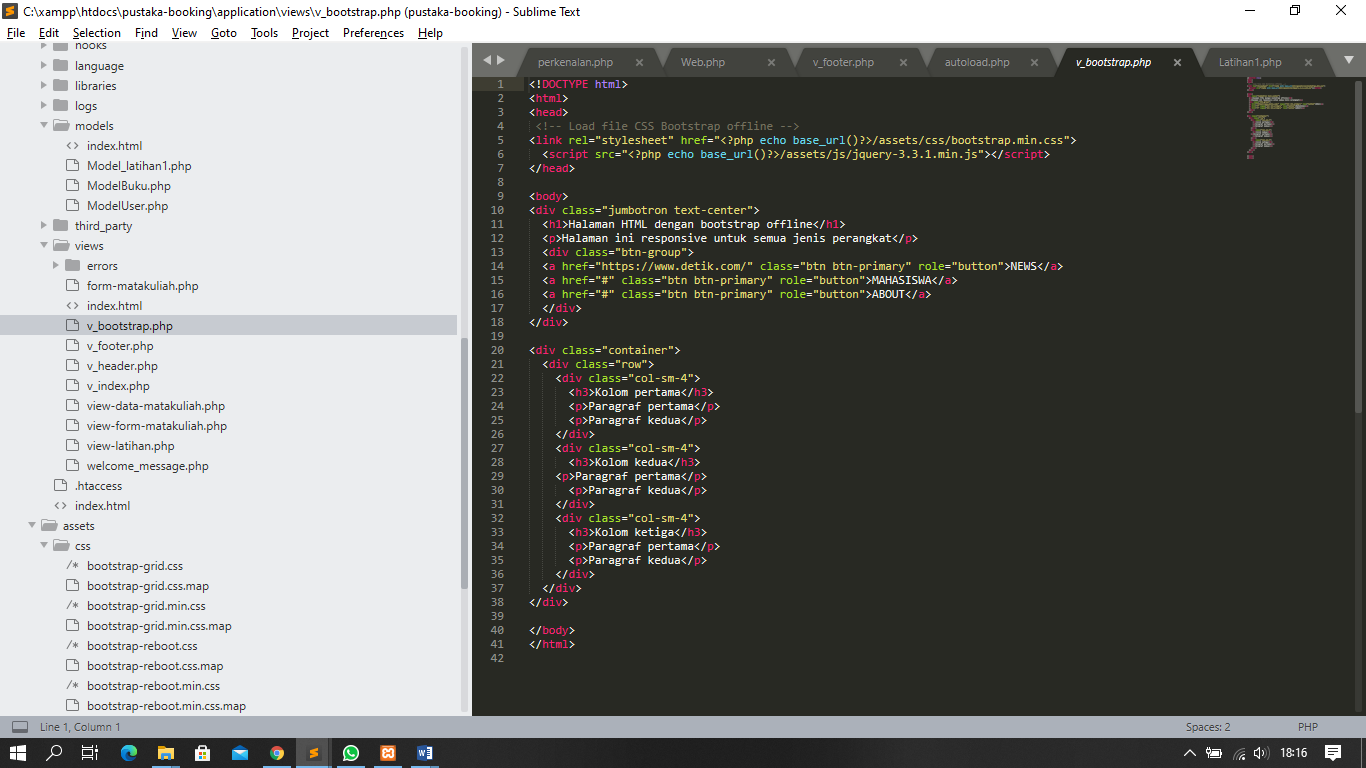 C:\xampp\htdocs\pustaka-booking\application\views\v_bootstrap.php (pustaka-booking) - Sublime Text
File Edit Selection Find View Goto Tools Project Preferences Help
hooks
language
libraries
logs
models
<> index.html
Model_latihan1.php
ModelBuku.php
ModelUser.php
third_party
views
errors
form-matakuliah.php
<> index.html
v_bootstrap.php
v_footer.php
v_header.php
v_index.php
view-data-matakuliah.php
view-form-matakuliah.php
view-latihan.php
welcome_message.php
.htaccess
<> index.html
assets
css
/* bootstrap-grid.css
bootstrap-grid.css.map
/* bootstrap-grid.min.css
bootstrap-grid.min.css.map
/* bootstrap-reboot.css
bootstrap-reboot.css.map
/* bootstrap-reboot.min.css
bootstrap-reboot.min.css.map
perkenalan.php × Web.php × v_footer.php × autoload.php × v_bootstrap.php × Latihan1.php ×
1 <!DOCTYPE html>
2 <html>
3 <head>
4 <!-- Load file CSS Bootstrap offline -->
5 <link rel="stylesheet" href="<?php echo base_url()?>/assets/css/bootstrap.min.css">
6 <script src="<?php echo base_url()?>/assets/js/jquery-3.3.1.min.js"></script>
7 </head>
8
9 <body>
10 <div class="jumbotron text-center">
11 <h1>Halaman HTML dengan bootstrap offline</h1>
12 <p>Halaman ini responsive untuk semua jenis perangkat</p>
13 <div class="btn-group">
14 <a href="https://www.detik.com/" class="btn btn-primary" role="button">NEWS</a>
15 <a href="#" class="btn btn-primary" role="button">MAHASISWA</a>
16 <a href="#" class="btn btn-primary" role="button">ABOUT</a>
17 </div>
18 </div>
19
20 <div class="container">
21 <div class="row">
22 <div class="col-sm-4">
23 <h3>Kolom pertama</h3>
24 <p>Paragraf pertama</p>
25 <p>Paragraf kedua</p>
26 </div>
27 <div class="col-sm-4">
28 <h3>Kolom kedua</h3>
29 <p>Paragraf pertama</p>
30 <p>Paragraf kedua</p>
31 </div>
32 <div class="col-sm-4">
33 <h3>Kolom ketiga</h3>
34 <p>Paragraf pertama</p>
35 <p>Paragraf kedua</p>
36 </div>
37 </div>
38 </div>
39
40 </body>
41 </html>
42
Line 1, Column 1 Spaces: 2 PHP
18:16